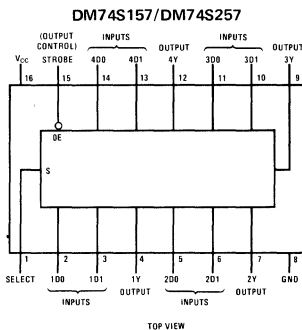 DM74S157/DM74S257
(OUTPUT CONTROL) INPUTS OUTPUT INPUTS OUTPUT
VCC STROBE 4D0 4D1 4Y 3D0 3D1 3Y
16 15 14 13 12 11 10 9
OE
S
1 2 3 4 5 6 7 8
SELECT 1D0 1D1 1Y 2D0 2D1 2Y GND
INPUTS OUTPUT INPUTS OUTPUT
TOP VIEW